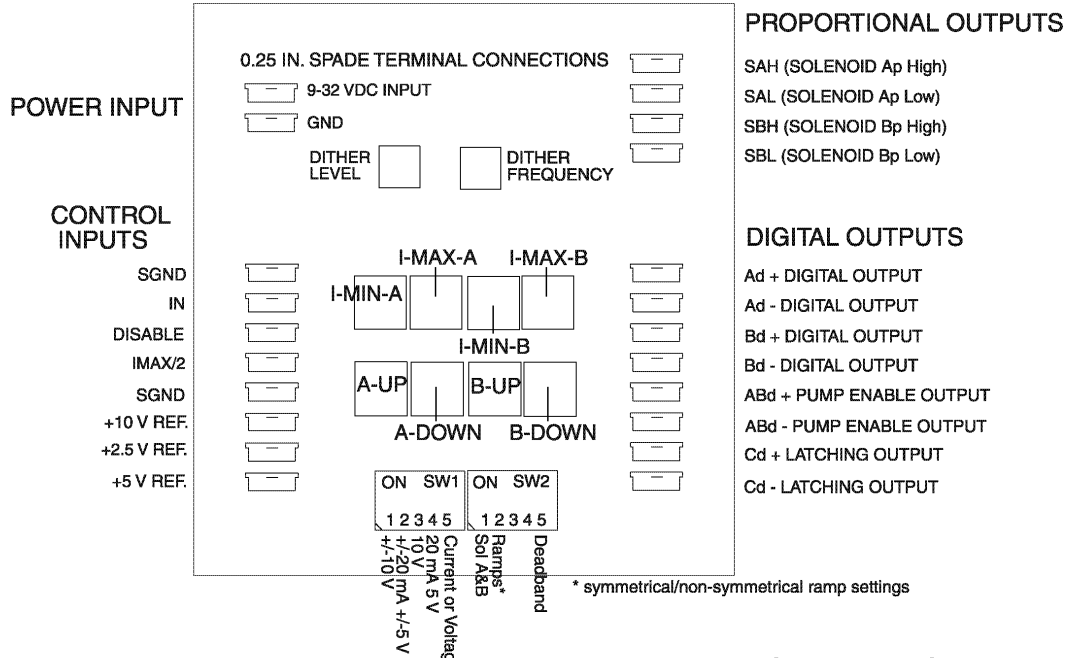 PROPORTIONAL OUTPUTS
0.25 IN. SPADE TERMINAL CONNECTIONS
SAH (SOLENOID Ap High)
POWER INPUT
9-32 VDC INPUT
SAL (SOLENOID Ap Low)
GND
SBH (SOLENOID Bp High)
DITHER
LEVEL
DITHER
FREQUENCY
SBL (SOLENOID Bp Low)
CONTROL
INPUTS
DIGITAL OUTPUTS
I-MAX-A
I-MAX-B
SGND
Ad + DIGITAL OUTPUT
I-MIN-A
IN
Ad - DIGITAL OUTPUT
DISABLE
Bd + DIGITAL OUTPUT
I-MIN-B
IMAX/2
Bd - DIGITAL OUTPUT
A-UP
B-UP
SGND
ABd + PUMP ENABLE OUTPUT
+10 V REF.
ABd - PUMP ENABLE OUTPUT
A-DOWN
B-DOWN
+2.5 V REF.
Cd + LATCHING OUTPUT
+5 V REF.
Cd - LATCHING OUTPUT
ON SW1
ON SW2
1 2 3 4 5
1 2 3 4 5
+/-10 V
+/-20 mA +/-5 V
10 V
20 mA 5 V
Current or Voltag
Sol A&B
Ramps*
Deadband
* symmetrical/non-symmetrical ramp settings